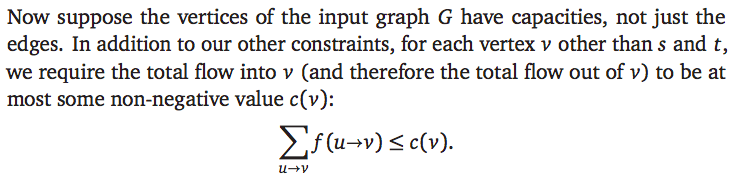 Now suppose the vertices of the input graph G have capacities, not just the
edges. In addition to our other constraints, for each vertex v other than s and t,
we require the total flow into v (and therefore the total flow out of v) to be at
most some non-negative value c(v):
∑ f(u→v) ≤ c(v).
u→v